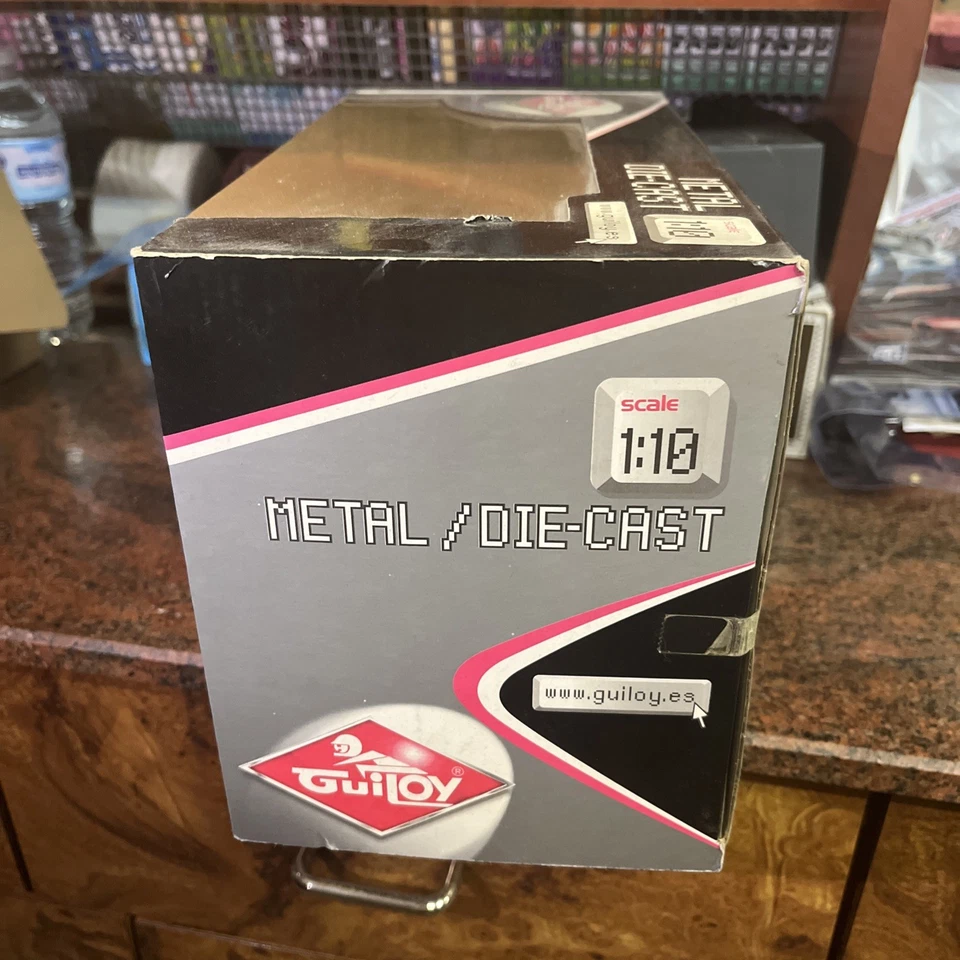 METAL
DIE-CAST
1:10
scale
1:10
METAL / DIE-CAST
www.guiloy.es
GUILOY®